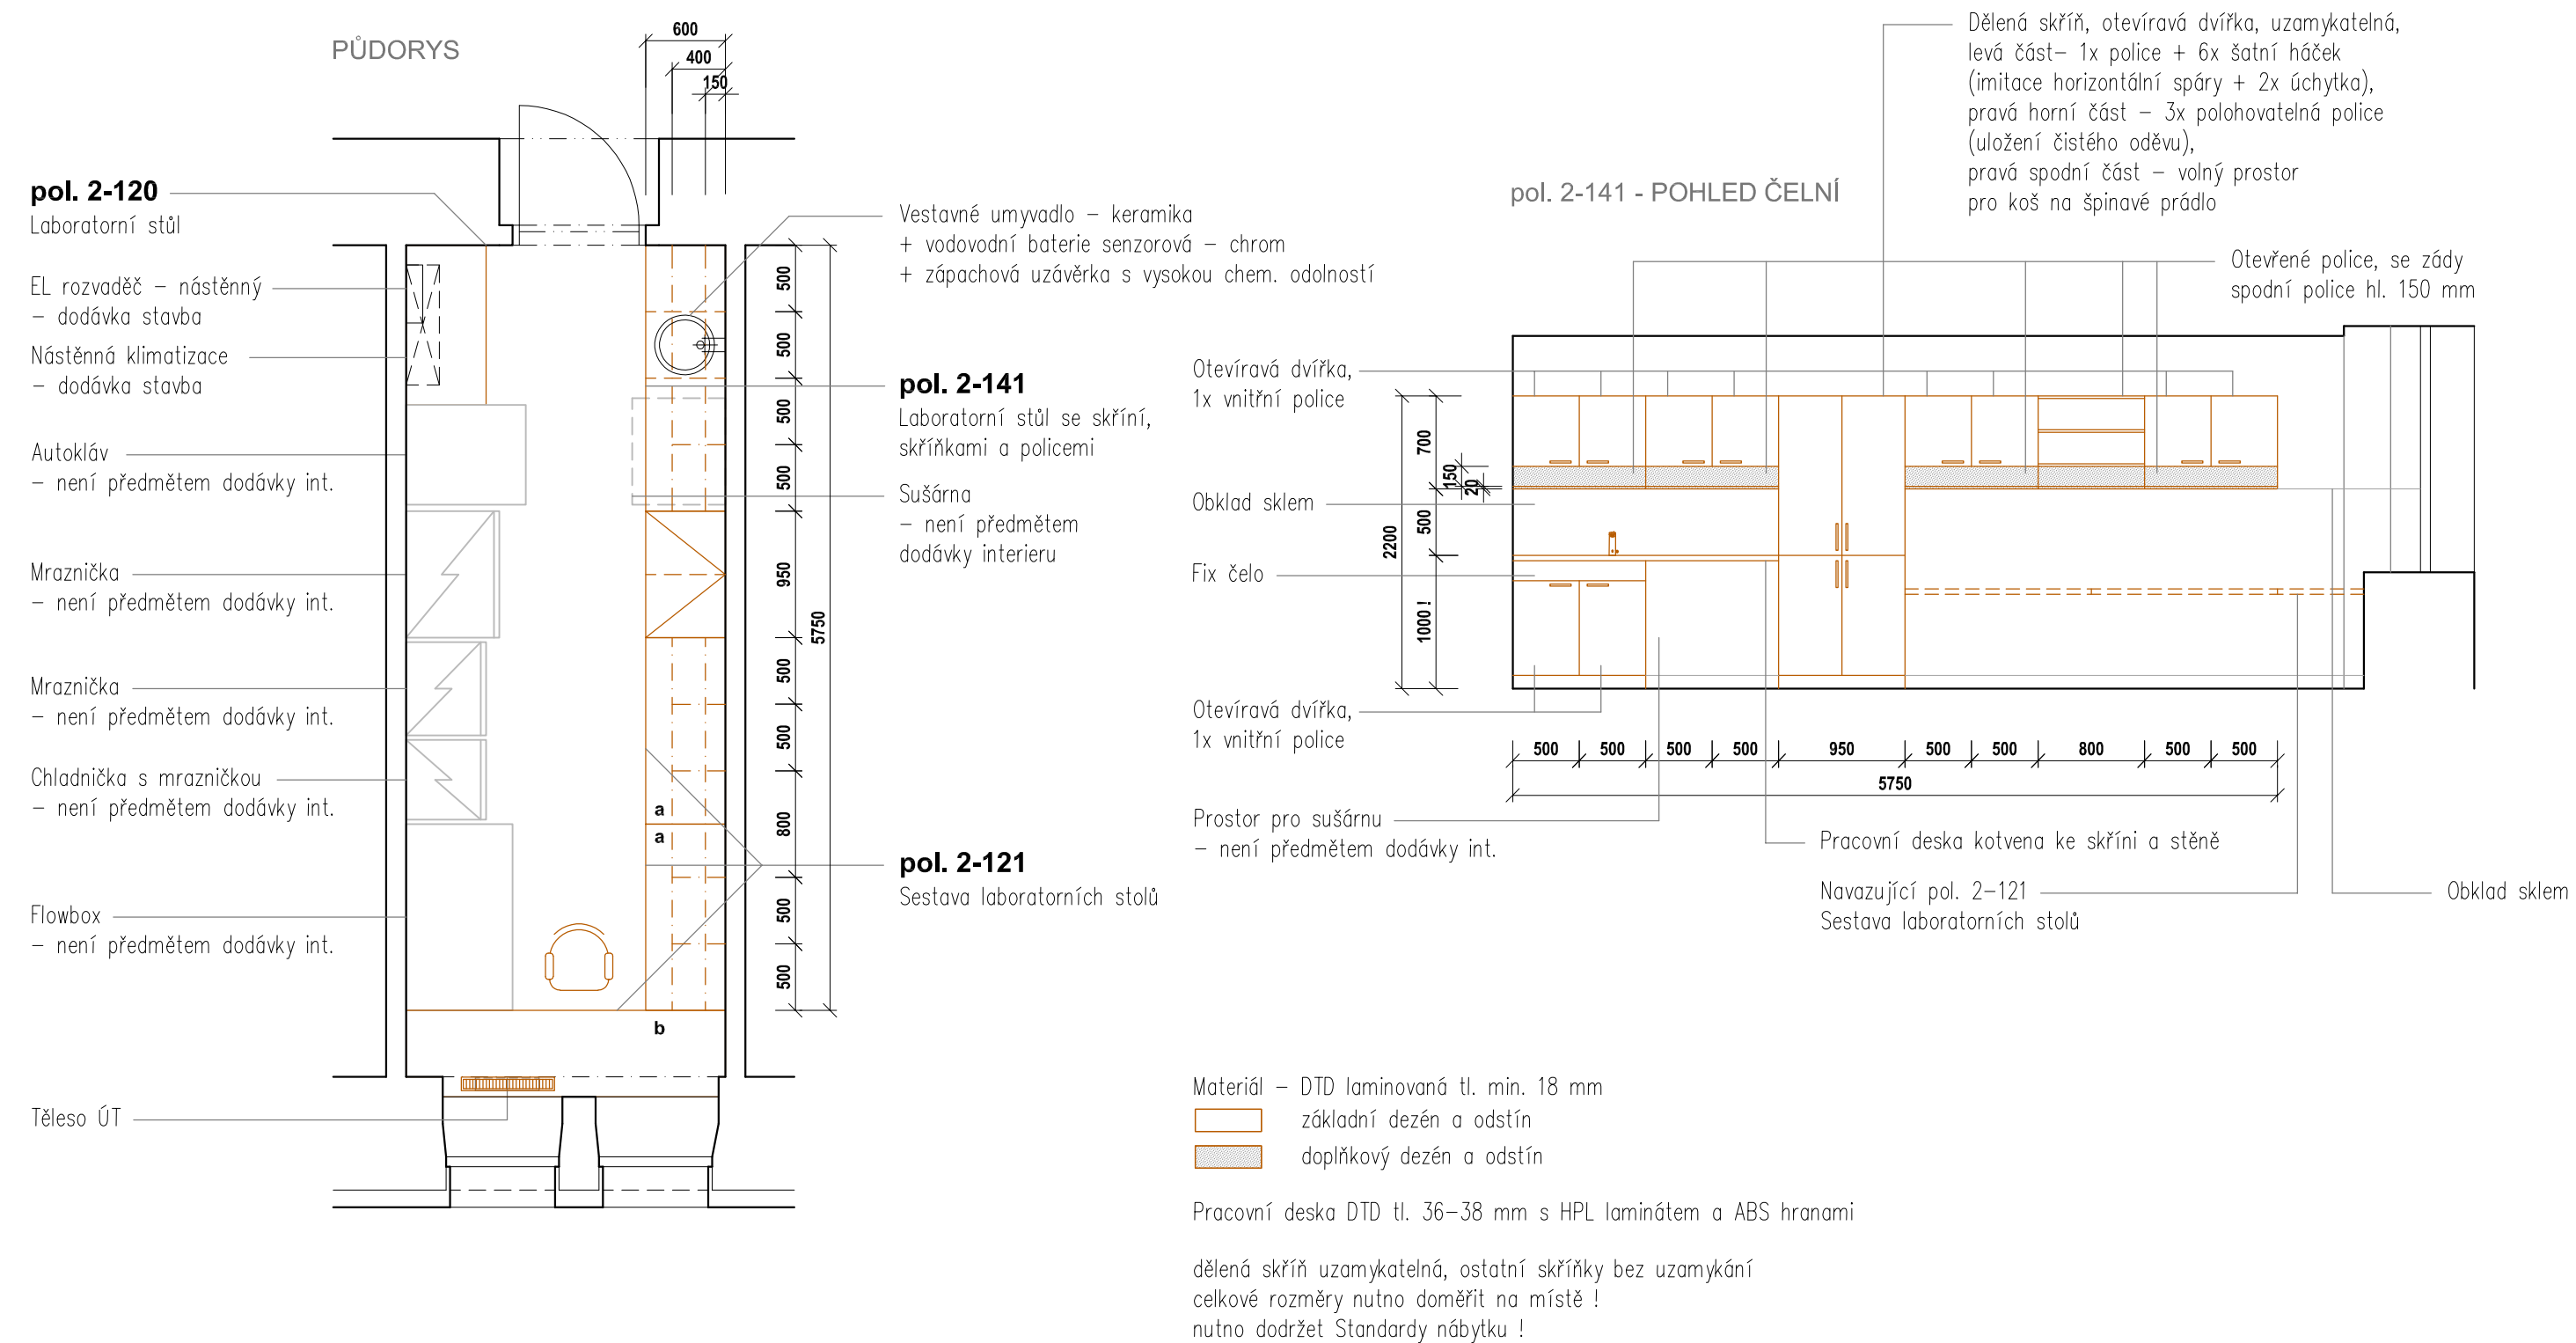 PŮDORYS
600
400
150
pol. 2-120
Laboratorní stůl
EL rozvaděč – nástěnný
– dodávka stavba
Nástěnná klimatizace
– dodávka stavba
Autokláv
– není předmětem dodávky int.
Mraznička
– není předmětem dodávky int.
Mraznička
– není předmětem dodávky int.
Chladnička s mrazničkou
– není předmětem dodávky int.
Flowbox
– není předmětem dodávky int.
Těleso ÚT
a
a
b
500
500
500
500
950
500
500
800
500
500
5750
Vestavné umyvadlo – keramika
+ vodovodní baterie senzorová – chrom
+ zápachová uzávěrka s vysokou chem. odolností
pol. 2-141
Laboratorní stůl se skříní,
skříňkami a policemi
Sušárna
– není předmětem
dodávky interieru
pol. 2-121
Sestava laboratorních stolů
pol. 2-141 - POHLED ČELNÍ
Dělená skříň, otevíravá dvířka, uzamykatelná,
levá část– 1x police + 6x šatní háček
(imitace horizontální spáry + 2x úchytka),
pravá horní část – 3x polohovatelná police
(uložení čistého oděvu),
pravá spodní část – volný prostor
pro koš na špinavé prádlo
Otevřené police, se zády
spodní police hl. 150 mm
Otevíravá dvířka,
1x vnitřní police
Obklad sklem
Fix čelo
Otevíravá dvířka,
1x vnitřní police
Prostor pro sušárnu
– není předmětem dodávky int.
2200
700
500
1000 !
150
20
500
500
500
500
950
500
500
800
500
500
5750
Pracovní deska kotvena ke skříni a stěně
Navazující pol. 2–121
Sestava laboratorních stolů
Obklad sklem
Materiál – DTD laminovaná tl. min. 18 mm
základní dezén a odstín
doplňkový dezén a odstín
Pracovní deska DTD tl. 36–38 mm s HPL laminátem a ABS hranami
dělená skříň uzamykatelná, ostatní skříňky bez uzamykání
celkové rozměry nutno doměřit na místě !
nutno dodržet Standardy nábytku !